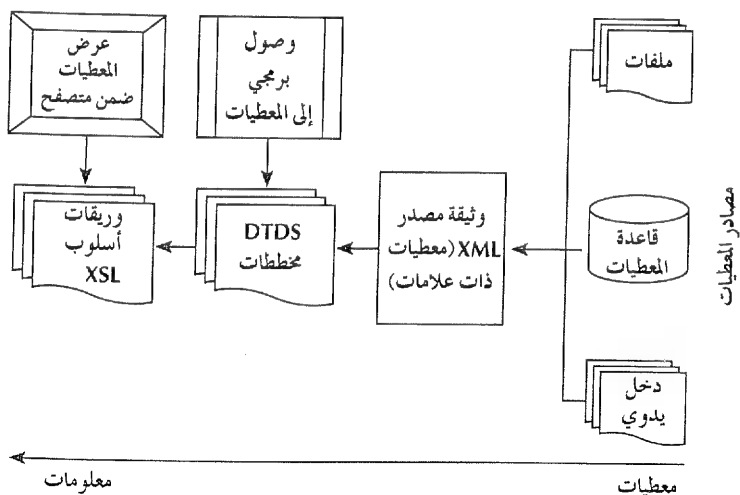 ملفات
قاعدة
المعطيات
دخل
يدوي
مصادر المعطيات
وثيقة مصدر
XML (معطيات
ذات علامات)
وصول
برمجي
إلى المعطيات
DTDS
مخططات
عرض
المعطيات
ضمن متصفح
وريقات
أسلوب
XSL
معطيات
معلومات